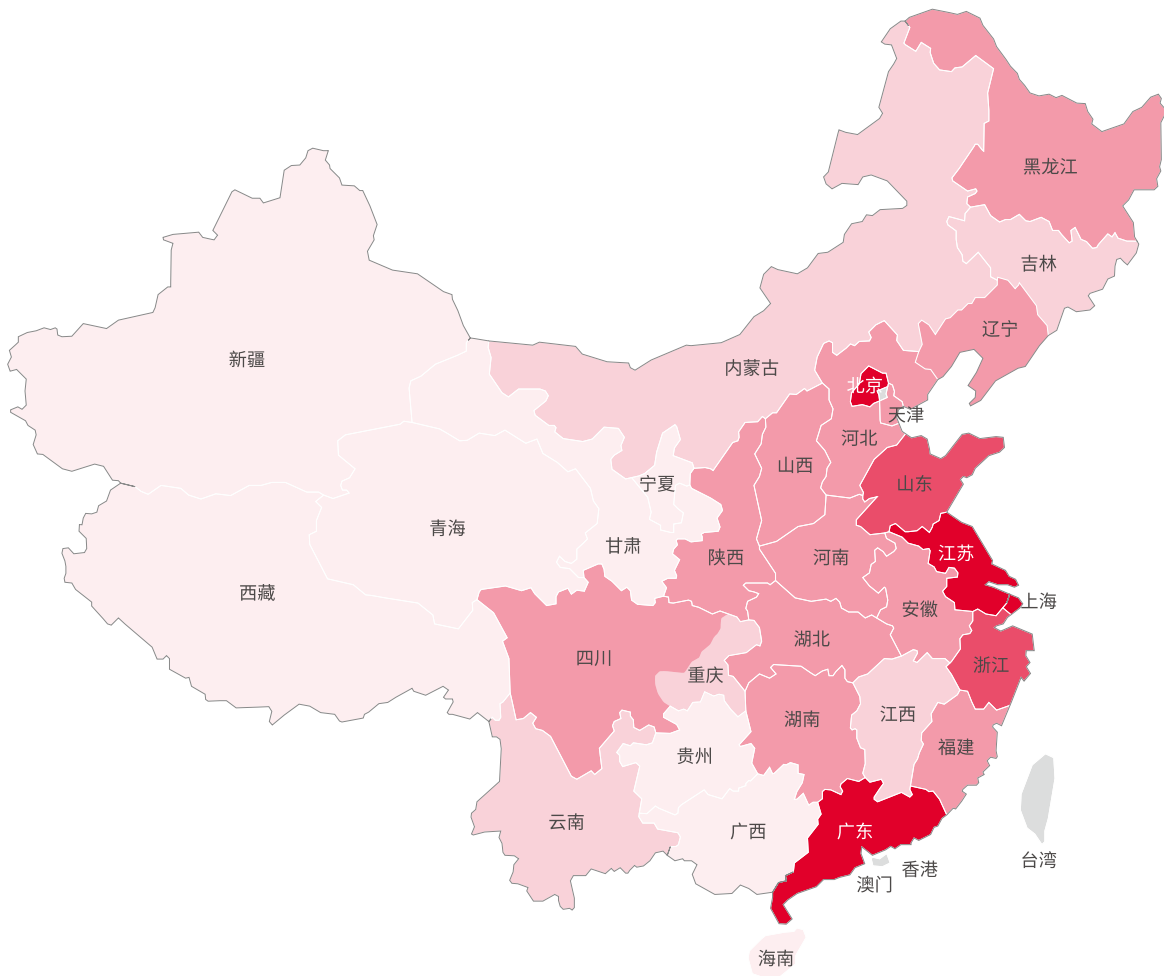 黑龙江
吉林
辽宁
新疆
内蒙古
北京
天津
河北
山西
宁夏
山东
青海
甘肃
陕西
河南
江苏
西藏
安徽
上海
湖北
四川
浙江
重庆
江西
湖南
福建
贵州
云南
广西
广东
台湾
香港
澳门
海南